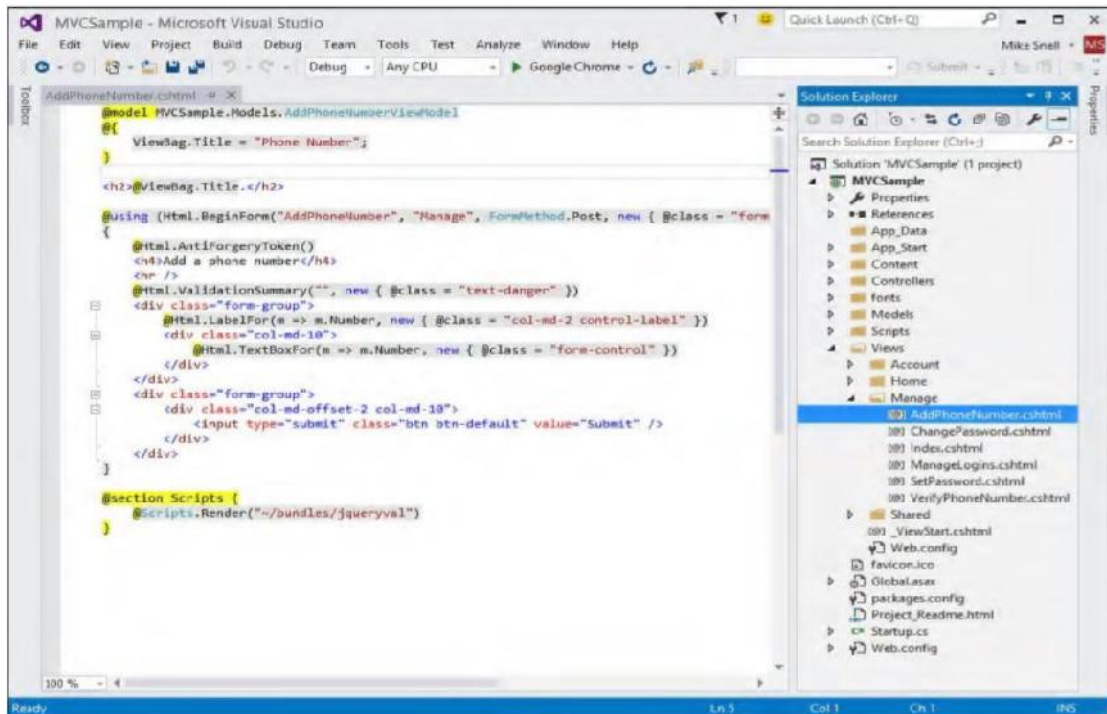 MVCSample - Microsoft Visual Studio
1
Quick Launch (Ctrl+Q)
File Edit View Project Build Debug Team Tools Test Analyze Window Help
Mike Snell
MS
Debug
Any CPU
Google Chrome
Submit
Toolbox
AddPhoneNumber.cshtml
@model MVCSample.Models.AddPhoneNumberViewModel
@{
ViewBag.Title = "Phone Number";
}
<h2>@ViewBag.Title.</h2>
@using (Html.BeginForm("AddPhoneNumber", "Manage", FormMethod.Post, new { @class = "form
{
@Html.AntiForgeryToken()
<h4>Add a phone number</h4>
<hr />
@Html.ValidationSummary("", new { @class = "text-danger" })
<div class="form-group">
@Html.LabelFor(m => m.Number, new { @class = "col-md-2 control-label" })
<div class="col-md-10">
@Html.TextBoxFor(m => m.Number, new { @class = "form-control" })
</div>
</div>
<div class="form-group">
<div class="col-md-offset-2 col-md-10">
<input type="submit" class="btn btn-default" value="Submit" />
</div>
</div>
}
@section Scripts {
@Scripts.Render("~/bundles/jqueryval")
}
100 %
Solution Explorer
Search Solution Explorer (Ctrl+;)
Solution 'MVCSample' (1 project)
MVCSample
Properties
References
App_Data
App_Start
Content
Controllers
fonts
Models
Scripts
Views
Account
Home
Manage
AddPhoneNumber.cshtml
ChangePassword.cshtml
Index.cshtml
ManageLogins.cshtml
SetPassword.cshtml
VerifyPhoneNumber.cshtml
Shared
_ViewStart.cshtml
Web.config
favicon.ico
Global.asax
packages.config
Project_Readme.html
C# Startup.cs
Web.config
Properties
Ready
Ln 5
Col 1
Ch 1
INS